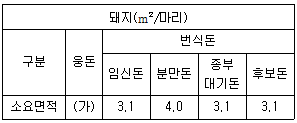 돼지(m²/마리)
구분 웅돈 번식돈
임신돈 분만돈 종부 대기돈 후보돈
소요면적 (가) 3.1 4.0 3.1 3.1